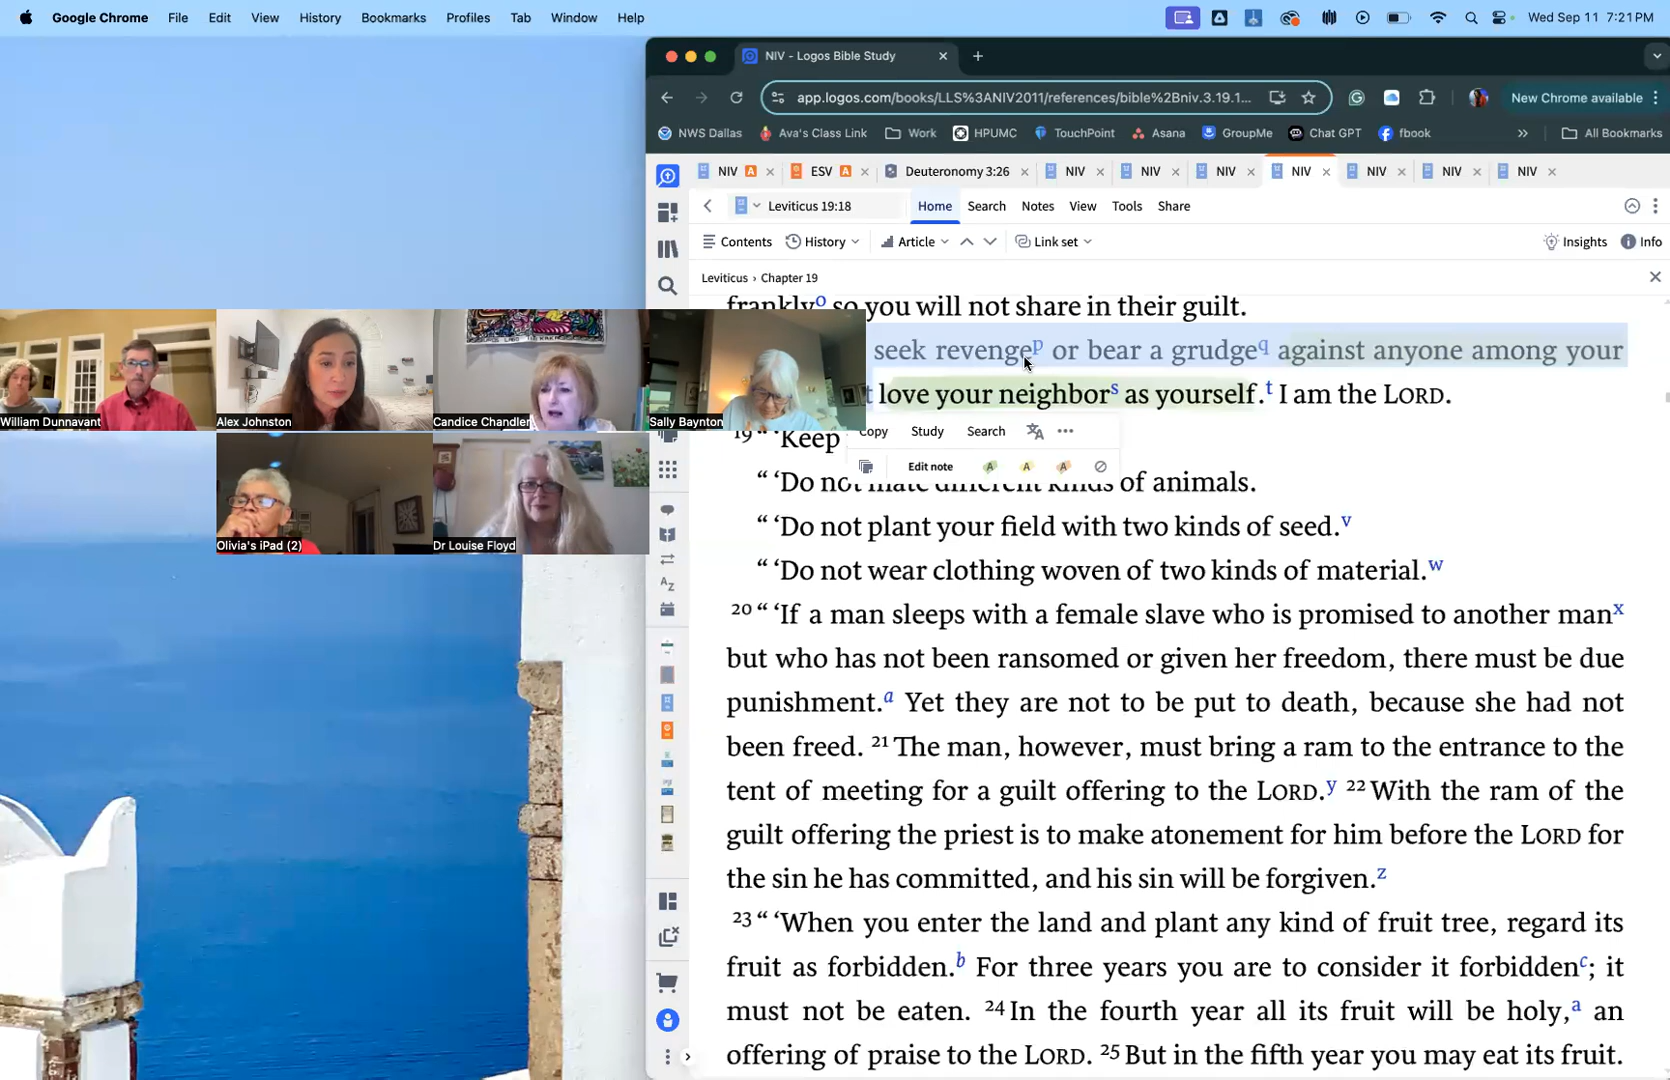 Google Chrome File Edit View History Bookmarks Profiles Tab Window Help Wed Sep 11 7:21 PM
NIV - Logos Bible Study
app.logos.com/books/LLS%3ANIV2011/references/bible%2Bniv.3.19.1... New Chrome available
NWS Dallas Ava's Class Link Work HPUMC TouchPoint Asana GroupMe Chat GPT fbook » All Bookmarks
NIV A ESV A Deuteronomy 3:26 NIV NIV NIV NIV NIV NIV NIV
Leviticus 19:18 Home Search Notes View Tools Share
Contents History Article Link set Insights Info
Leviticus › Chapter 19
frankly o so you will not share in their guilt.
seek revenge p or bear a grudge q against anyone among your
t love your neighbor s as yourself. t I am the LORD.
William Dunnavant Alex Johnston Candice Chandler Sally Baynton
Copy Study Search
19 “ ‘Keep
Edit note A A A
“ ‘Do not mate different kinds of animals.
“ ‘Do not plant your field with two kinds of seed. v
Olivia's iPad (2) Dr Louise Floyd
“ ‘Do not wear clothing woven of two kinds of material. w
20 “ ‘If a man sleeps with a female slave who is promised to another man x
but who has not been ransomed or given her freedom, there must be due
punishment. a Yet they are not to be put to death, because she had not
been freed. 21 The man, however, must bring a ram to the entrance to the
tent of meeting for a guilt offering to the LORD. y 22 With the ram of the
guilt offering the priest is to make atonement for him before the LORD for
the sin he has committed, and his sin will be forgiven. z
23 “ ‘When you enter the land and plant any kind of fruit tree, regard its
fruit as forbidden. b For three years you are to consider it forbidden c; it
must not be eaten. 24 In the fourth year all its fruit will be holy, a an
offering of praise to the LORD. 25 But in the fifth year you may eat its fruit.